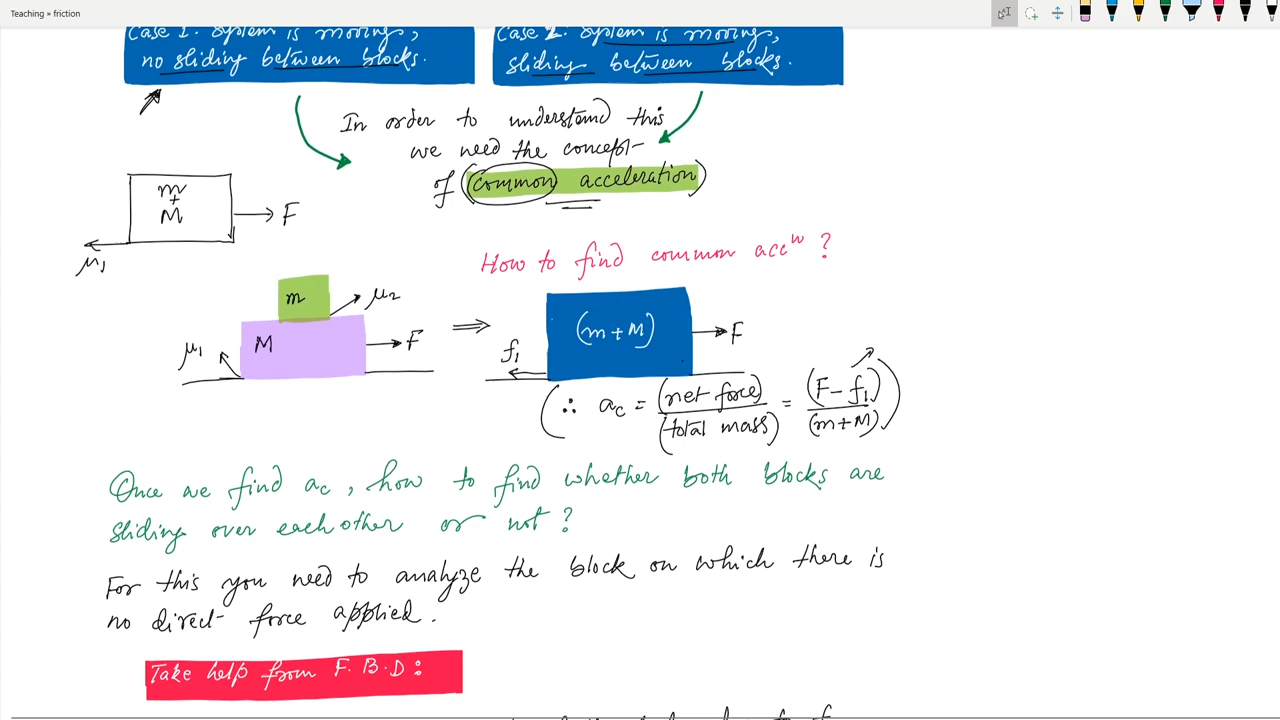 Teaching » friction
Case 1. System is moving,
no sliding between blocks.
Case 2. System is moving,
sliding between blocks.
In order to understand this
we need the concept
of (common acceleration)
m
+
M
F
μ₁
How to find common accⁿ ?
m
μ₂
M
F
μ₁
⟹
(m+M)
F
f₁
(∴ a_c = (net force)/(total mass) = (F - f₁)/(m+M))
Once we find a_c, how to find whether both blocks are
sliding over each other or not?
For this you need to analyze the block on which there is
no direct force applied.
Take help from F.B.D: